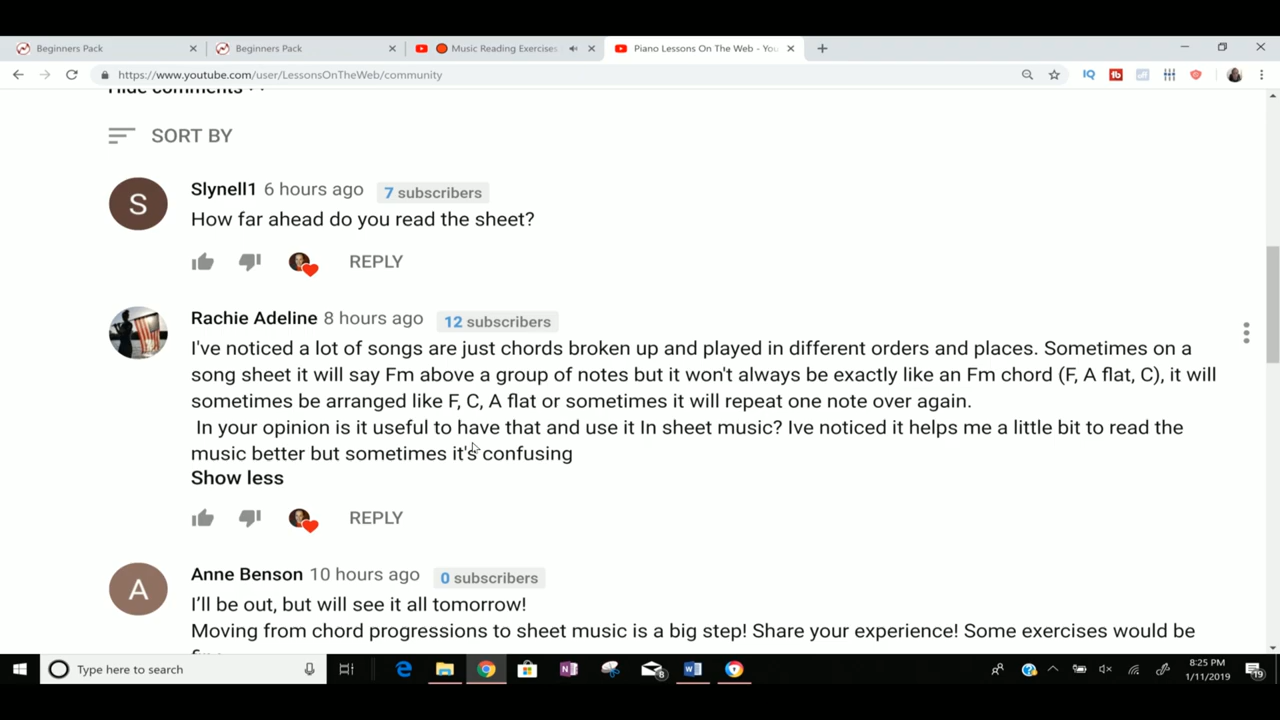 Beginners Pack
Beginners Pack
Music Reading Exercises
Piano Lessons On The Web - You
https://www.youtube.com/user/LessonsOnTheWeb/community
Hide comments
SORT BY
S
Slynell1 6 hours ago 7 subscribers
How far ahead do you read the sheet?
REPLY
Rachie Adeline 8 hours ago 12 subscribers
I've noticed a lot of songs are just chords broken up and played in different orders and places. Sometimes on a
song sheet it will say Fm above a group of notes but it won't always be exactly like an Fm chord (F, A flat, C), it will
sometimes be arranged like F, C, A flat or sometimes it will repeat one note over again.
In your opinion is it useful to have that and use it In sheet music? Ive noticed it helps me a little bit to read the
music better but sometimes it's confusing
Show less
REPLY
A
Anne Benson 10 hours ago 0 subscribers
I'll be out, but will see it all tomorrow!
Moving from chord progressions to sheet music is a big step! Share your experience! Some exercises would be
Type here to search
8:25 PM
1/11/2019